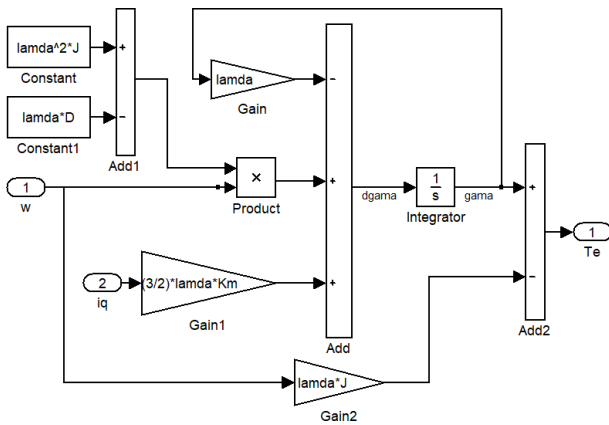 lamda^2*J
+
Constant
lamda*D
−
Constant1
Add1
1
w
lamda
Gain
−
×
Product
+
2
iq
(3/2)*lamda*Km
Gain1
+
Add
dgama
1
s
Integrator
gama
+
−
Add2
1
Te
lamda*J
Gain2